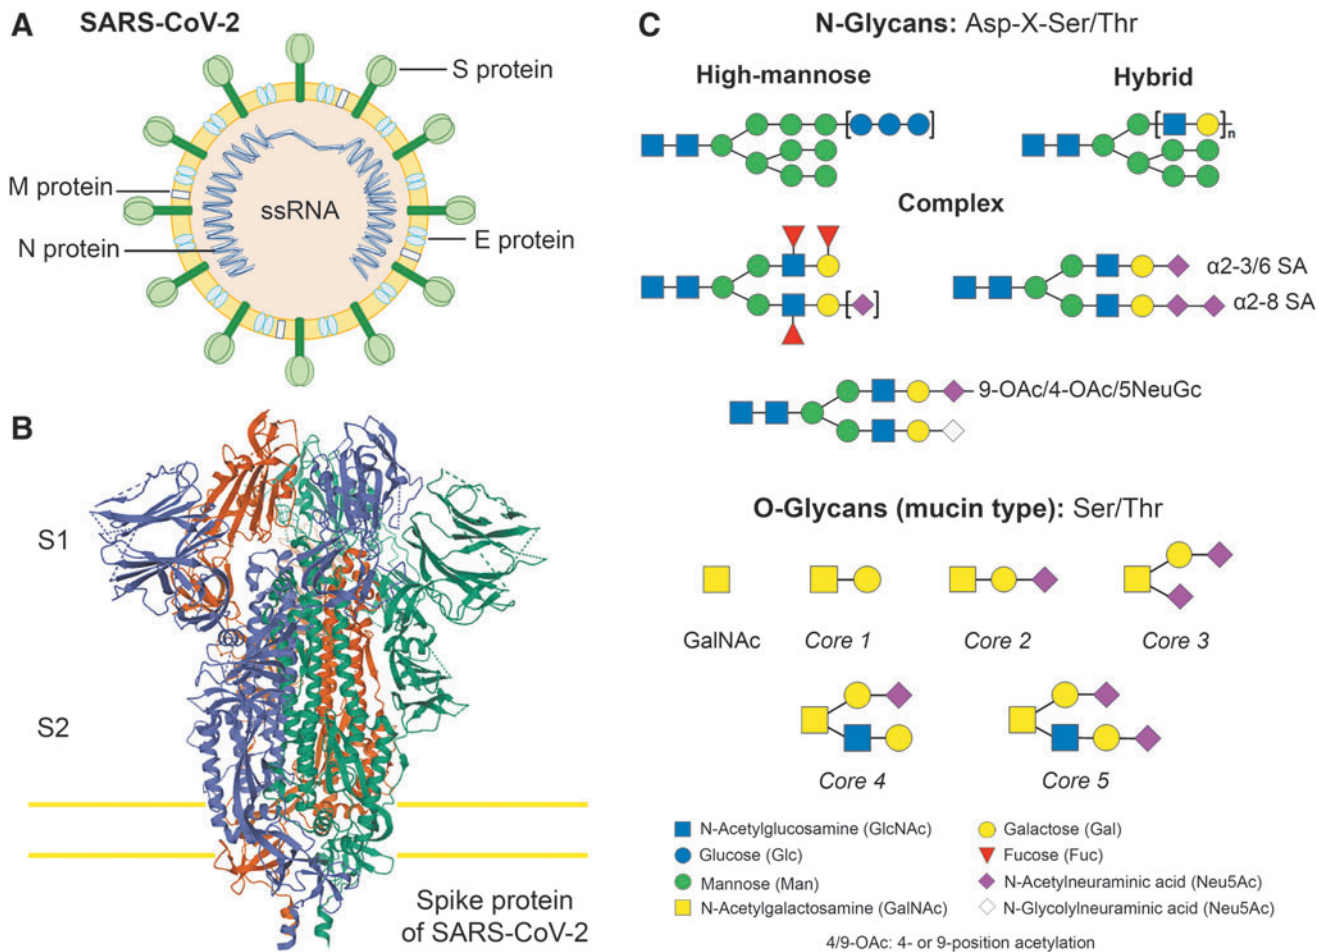 A SARS-CoV-2
S protein
M protein
ssRNA
N protein
E protein
B
S1
S2
Spike protein
of SARS-CoV-2
C N-Glycans: Asp-X-Ser/Thr
High-mannose
Hybrid
[ ]
[ ]n
Complex
[ ]
α2-3/6 SA
α2-8 SA
9-OAc/4-OAc/5NeuGc
O-Glycans (mucin type): Ser/Thr
GalNAc
Core 1
Core 2
Core 3
Core 4
Core 5
N-Acetylglucosamine (GlcNAc)
Glucose (Glc)
Mannose (Man)
N-Acetylgalactosamine (GalNAc)
Galactose (Gal)
Fucose (Fuc)
N-Acetylneuraminic acid (Neu5Ac)
N-Glycolylneuraminic acid (Neu5Ac)
4/9-OAc: 4- or 9-position acetylation